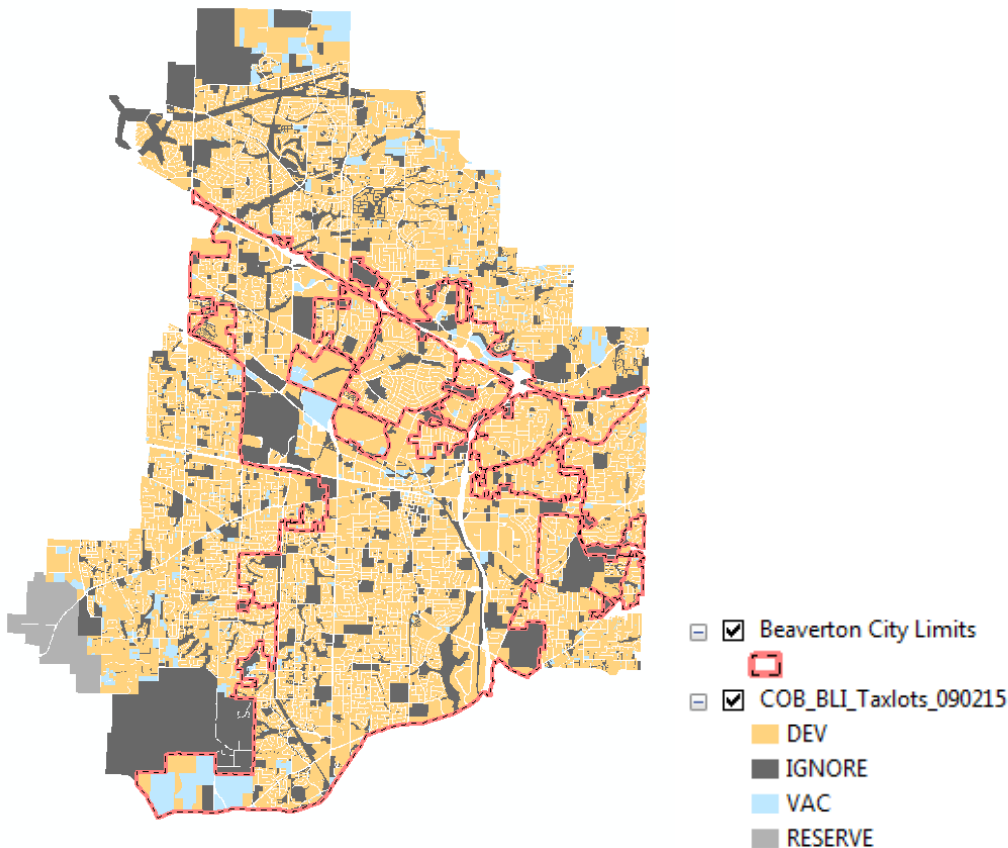 Beaverton City Limits
COB_BLI_Taxlots_090215
DEV
IGNORE
VAC
RESERVE